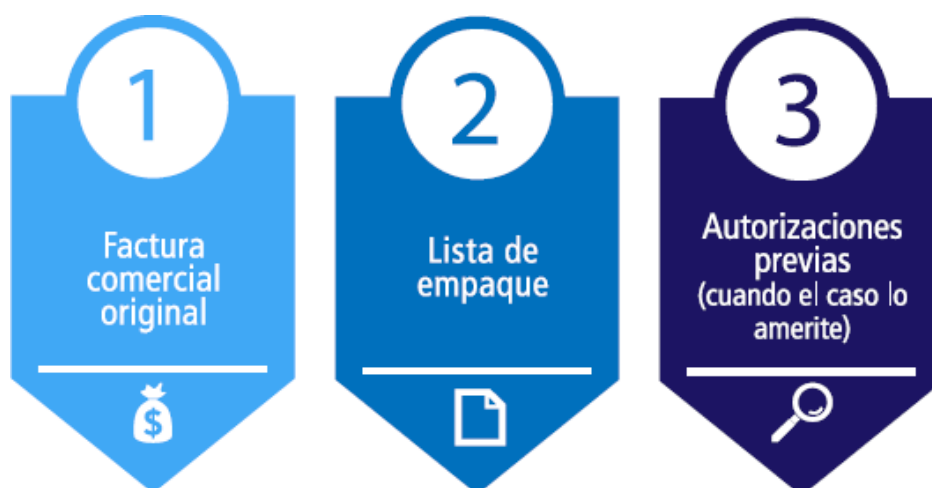 1
Factura
comercial
original
$
2
Lista de
empaque
3
Autorizaciones
previas
(cuando el caso lo
amerite)